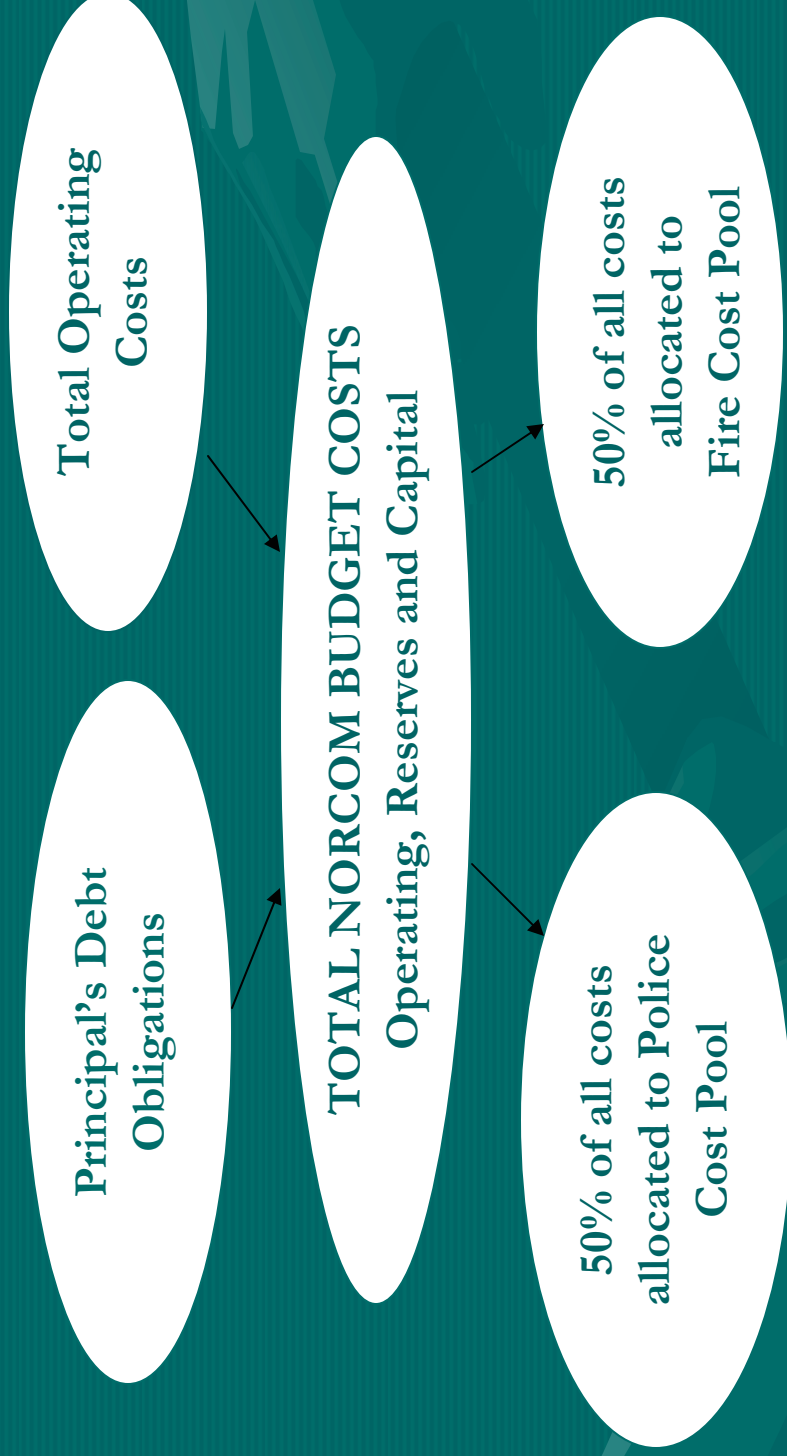 Principal’s Debt
Obligations
Total Operating
Costs
TOTAL NORCOM BUDGET COSTS
Operating, Reserves and Capital
50% of all costs
allocated to Police
Cost Pool
50% of all costs
allocated to
Fire Cost Pool